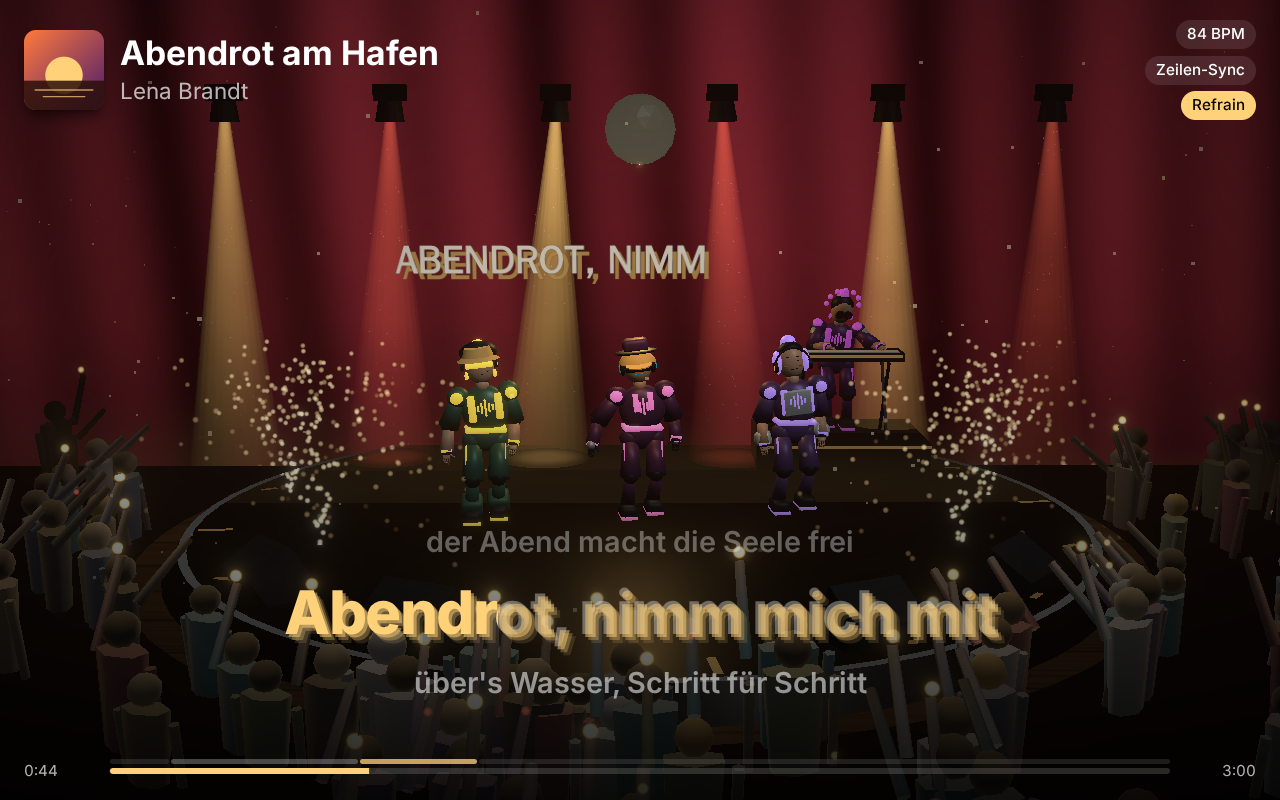 Abendrot am Hafen
Lena Brandt
84 BPM
Zeilen-Sync
Refrain
ABENDROT, NIMM
der Abend macht die Seele frei
Abendrot, nimm mich mit
über's Wasser, Schritt für Schritt
0:44
3:00